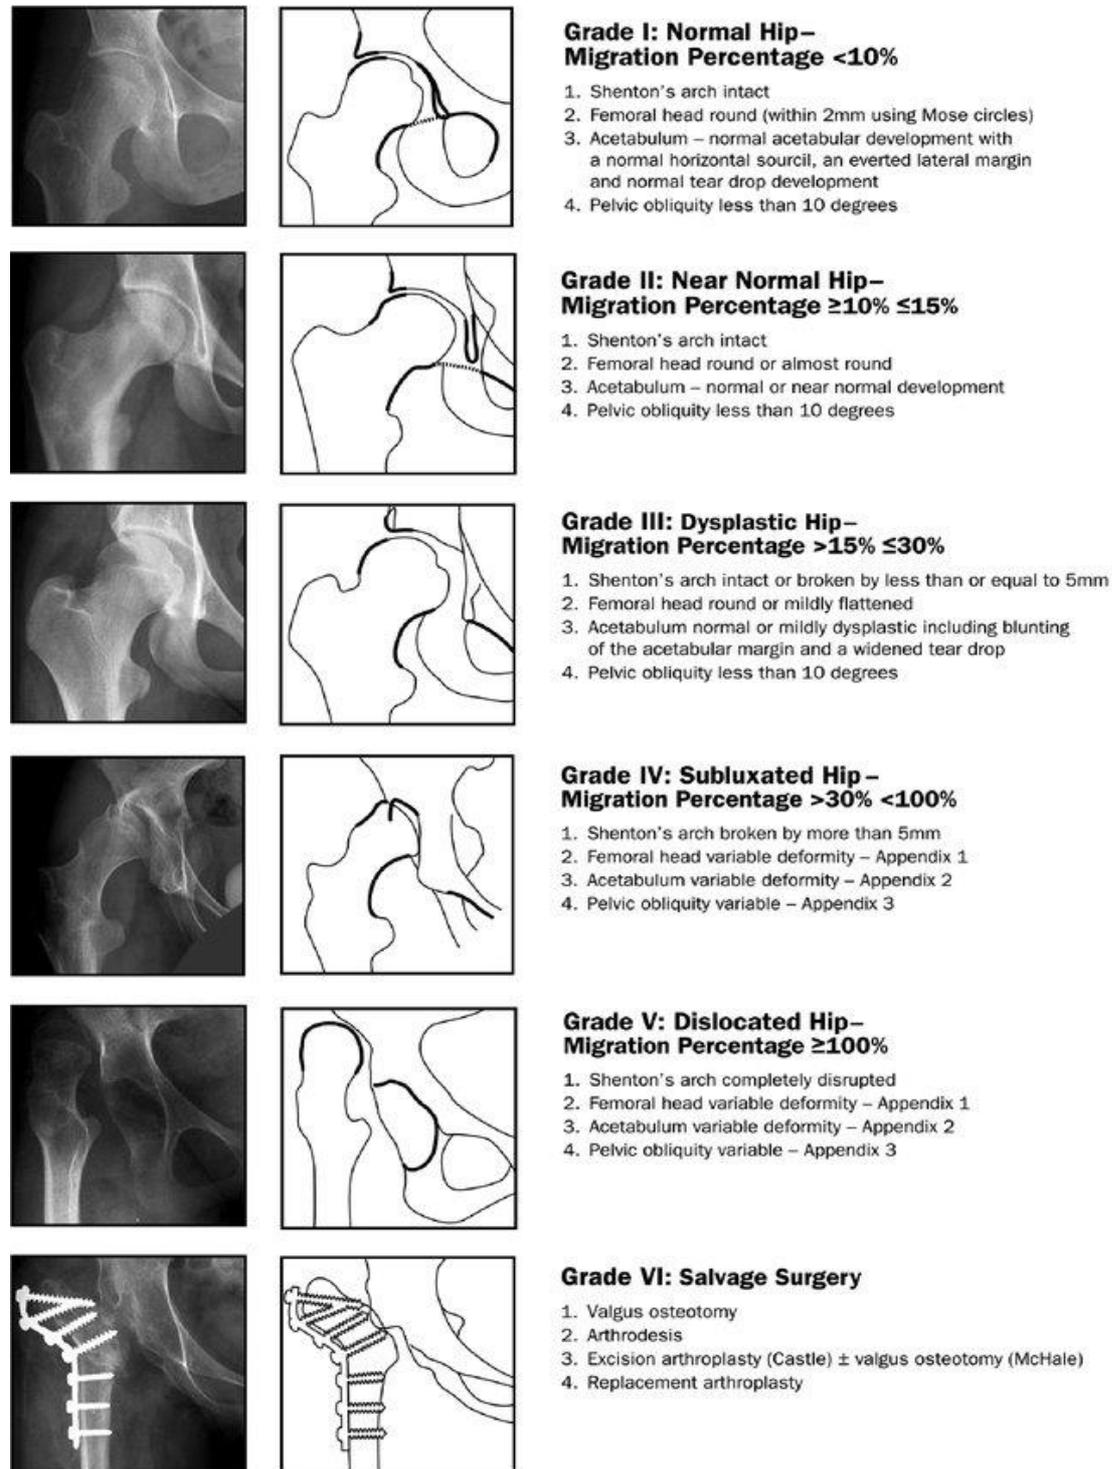 Grade I: Normal Hip–
Migration Percentage <10%
1. Shenton's arch intact
2. Femoral head round (within 2mm using Mose circles)
3. Acetabulum – normal acetabular development with
a normal horizontal sourcil, an everted lateral margin
and normal tear drop development
4. Pelvic obliquity less than 10 degrees
Grade II: Near Normal Hip–
Migration Percentage ≥10% ≤15%
1. Shenton's arch intact
2. Femoral head round or almost round
3. Acetabulum – normal or near normal development
4. Pelvic obliquity less than 10 degrees
Grade III: Dysplastic Hip–
Migration Percentage >15% ≤30%
1. Shenton's arch intact or broken by less than or equal to 5mm
2. Femoral head round or mildly flattened
3. Acetabulum normal or mildly dysplastic including blunting
of the acetabular margin and a widened tear drop
4. Pelvic obliquity less than 10 degrees
Grade IV: Subluxated Hip–
Migration Percentage >30% <100%
1. Shenton's arch broken by more than 5mm
2. Femoral head variable deformity – Appendix 1
3. Acetabulum variable deformity – Appendix 2
4. Pelvic obliquity variable – Appendix 3
Grade V: Dislocated Hip–
Migration Percentage ≥100%
1. Shenton's arch completely disrupted
2. Femoral head variable deformity – Appendix 1
3. Acetabulum variable deformity – Appendix 2
4. Pelvic obliquity variable – Appendix 3
Grade VI: Salvage Surgery
1. Valgus osteotomy
2. Arthrodesis
3. Excision arthroplasty (Castle) ± valgus osteotomy (McHale)
4. Replacement arthroplasty